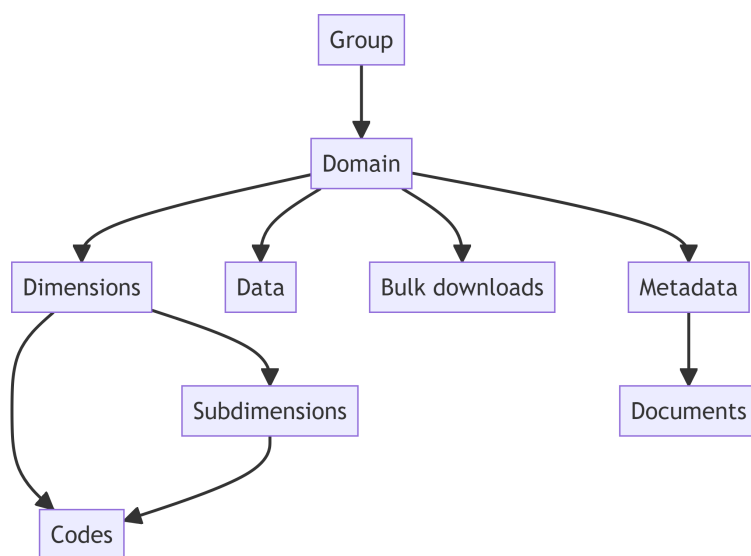 Group
Domain
Dimensions
Data
Bulk downloads
Metadata
Subdimensions
Documents
Codes